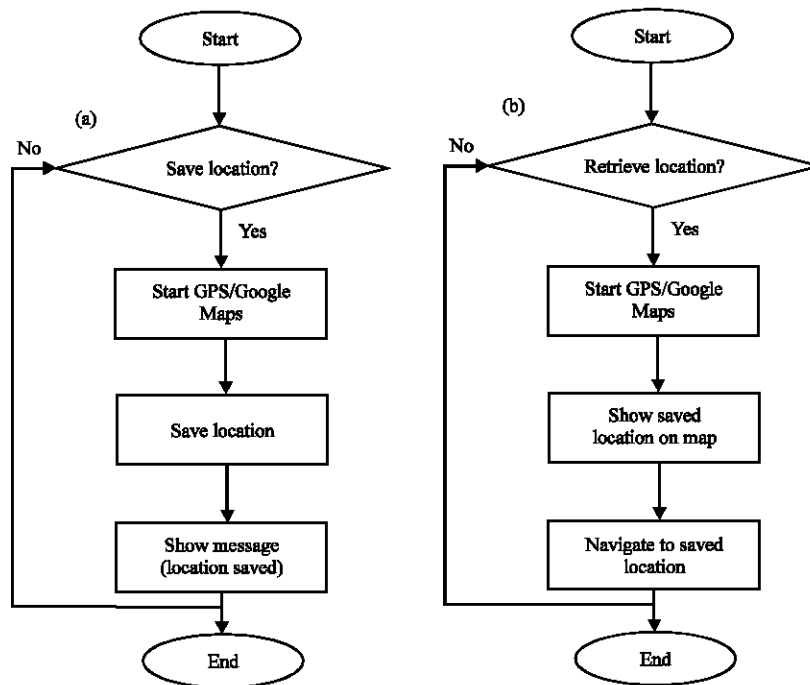 Start
(a)
No
Save location?
Yes
Start GPS/Google
Maps
Save location
Show message
(location saved)
End
Start
(b)
No
Retrieve location?
Yes
Start GPS/Google
Maps
Show saved
location on map
Navigate to saved
location
End